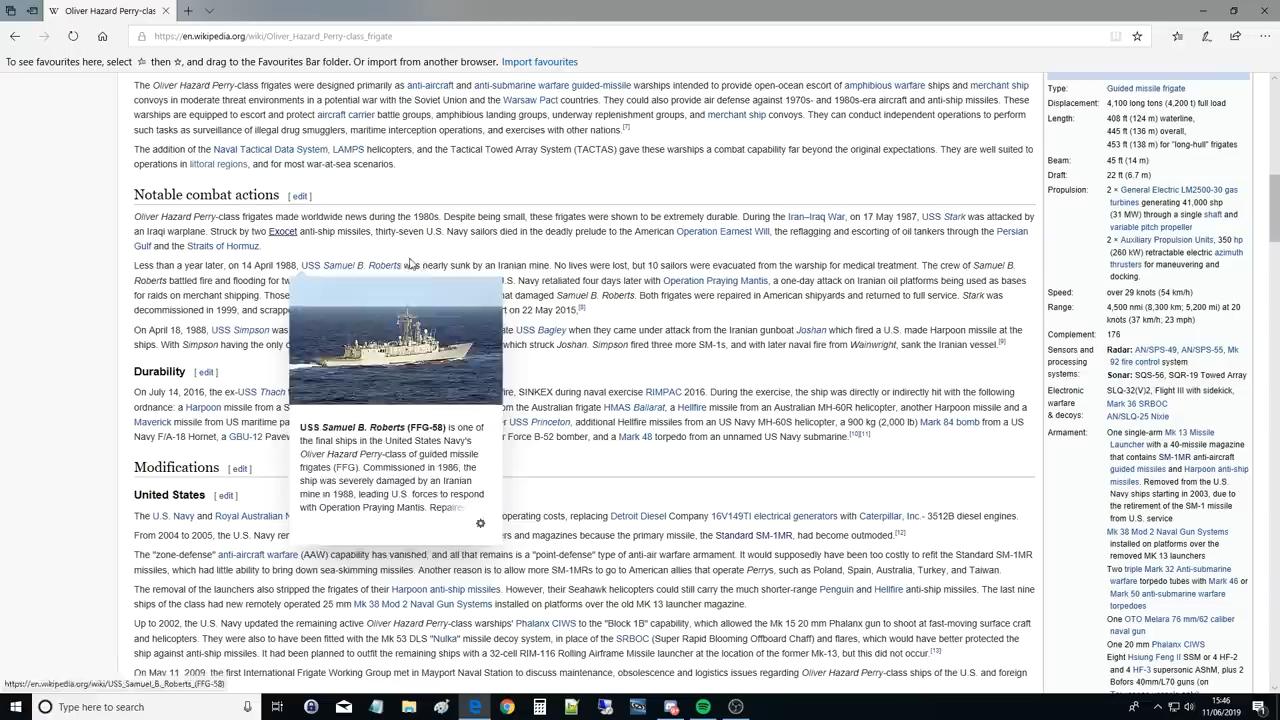 Oliver Hazard Perry-class
https://en.wikipedia.org/wiki/Oliver_Hazard_Perry-class_frigate
To see favourites here, select ☆ then ☆, and drag to the Favourites Bar folder. Or import from another browser. Import favourites
The Oliver Hazard Perry-class frigates were designed primarily as anti-aircraft and anti-submarine warfare guided-missile warships intended to provide open-ocean escort of amphibious warfare ships and merchant ship
convoys in moderate threat environments in a potential war with the Soviet Union and the Warsaw Pact countries. They could also provide air defense against 1970s- and 1980s-era aircraft and anti-ship missiles. These
warships are equipped to escort and protect aircraft carrier battle groups, amphibious landing groups, underway replenishment groups, and merchant ship convoys. They can conduct independent operations to perform
such tasks as surveillance of illegal drug smugglers, maritime interception operations, and exercises with other nations.[7]
The addition of the Naval Tactical Data System, LAMPS helicopters, and the Tactical Towed Array System (TACTAS) gave these warships a combat capability far beyond the original expectations. They are well suited to
operations in littoral regions, and for most war-at-sea scenarios.
Notable combat actions [ edit ]
Oliver Hazard Perry-class frigates made worldwide news during the 1980s. Despite being small, these frigates were shown to be extremely durable. During the Iran–Iraq War, on 17 May 1987, USS Stark was attacked by
an Iraqi warplane. Struck by two Exocet anti-ship missiles, thirty-seven U.S. Navy sailors died in the deadly prelude to the American Operation Earnest Will, the reflagging and escorting of oil tankers through the Persian
Gulf and the Straits of Hormuz.
Less than a year later, on 14 April 1988, USS Samuel B. Roberts was nearly sunk by an Iranian mine. No lives were lost, but 10 sailors were evacuated from the warship for medical treatment. The crew of Samuel B.
Roberts battled fire and flooding for tw .S. Navy retaliated four days later with Operation Praying Mantis, a one-day attack on Iranian oil platforms being used as bases
for raids on merchant shipping. Those hat damaged Samuel B. Roberts. Both frigates were repaired in American shipyards and returned to full service. Stark was
decommissioned in 1999, and scrapped rt on 22 May 2015,[8]
On April 18, 1988, USS Simpson was ate USS Bagley when they came under attack from the Iranian gunboat Joshan which fired a U.S. made Harpoon missile at the
ships. With Simpson having the only c which struck Joshan. Simpson fired three more SM-1s, and with later naval fire from Wainwright, sank the Iranian vessel.[9]
Durability [ edit ]
On July 14, 2016, the ex-USS Thach fire, SINKEX during naval exercise RIMPAC 2016. During the exercise, the ship was directly or indirectly hit with the following
ordnance: a Harpoon missile from a S om the Australian frigate HMAS Ballarat, a Hellfire missile from an Australian MH-60R helicopter, another Harpoon missile and a
Maverick missile from US maritime pa USS Princeton, additional Hellfire missiles from an US Navy MH-60S helicopter, a 900 kg (2,000 lb) Mark 84 bomb from a US
Navy F/A-18 Hornet, a GBU-12 Pave Force B-52 bomber, and a Mark 48 torpedo from an unnamed US Navy submarine.[10][11]
USS Samuel B. Roberts (FFG-58) is one of
the final ships in the United States Navy's
Oliver Hazard Perry-class of guided missile
frigates (FFG). Commissioned in 1986, the
ship was severely damaged by an Iranian
mine in 1988, leading U.S. forces to respond
with Operation Praying Mantis. Repaire
Modifications [ edit ]
United States [ edit ]
The U.S. Navy and Royal Australian N operating costs, replacing Detroit Diesel Company 16V149TI electrical generators with Caterpillar, Inc.- 3512B diesel engines.
From 2004 to 2005, the U.S. Navy rem rs and magazines because the primary missile, the Standard SM-1MR, had become outmoded.[12]
The "zone-defense" anti-aircraft warfare (AAW) capability has vanished, and all that remains is a "point-defense" type of anti-air warfare armament. It would supposedly have been too costly to refit the Standard SM-1MR
missiles, which had little ability to bring down sea-skimming missiles. Another reason is to allow more SM-1MRs to go to American allies that operate Perrys, such as Poland, Spain, Australia, Turkey, and Taiwan.
The removal of the launchers also stripped the frigates of their Harpoon anti-ship missiles. However, their Seahawk helicopters could still carry the much shorter-range Penguin and Hellfire anti-ship missiles. The last nine
ships of the class had new remotely operated 25 mm Mk 38 Mod 2 Naval Gun Systems installed on platforms over the old MK 13 launcher magazine.
Up to 2002, the U.S. Navy updated the remaining active Oliver Hazard Perry-class warships' Phalanx CIWS to the "Block 1B" capability, which allowed the Mk 15 20 mm Phalanx gun to shoot at fast-moving surface craft
and helicopters. They were also to have been fitted with the Mk 53 DLS "Nulka" missile decoy system, in place of the SRBOC (Super Rapid Blooming Offboard Chaff) and flares, which would have better protected the
ship against anti-ship missiles. It had been planned to outfit the remaining ships with a 32-cell RIM-116 Rolling Airframe Missile launcher at the location of the former Mk-13, but this did not occur.[13]
On May 11, 2009, the first International Frigate Working Group met in Mayport Naval Station to discuss maintenance, obsolescence and logistics issues regarding Oliver Hazard Perry-class ships of the U.S. and foreign
Type: Guided missile frigate
Displacement: 4,100 long tons (4,200 t) full load
Length: 408 ft (124 m) waterline,
445 ft (136 m) overall,
453 ft (138 m) for "long-hull" frigates
Beam: 45 ft (14 m)
Draft: 22 ft (6.7 m)
Propulsion: 2 × General Electric LM2500-30 gas
turbines generating 41,000 shp
(31 MW) through a single shaft and
variable pitch propeller
2 × Auxiliary Propulsion Units, 350 hp
(260 kW) retractable electric azimuth
thrusters for maneuvering and
docking.
Speed: over 29 knots (54 km/h)
Range: 4,500 nmi (8,300 km; 5,200 mi) at 20
knots (37 km/h; 23 mph)
Complement: 176
Sensors and Radar: AN/SPS-49, AN/SPS-55, Mk
processing 92 fire control system
systems: Sonar: SQS-56, SQR-19 Towed Array
Electronic SLQ-32(V)2, Flight III with sidekick,
warfare Mark 36 SRBOC
& decoys: AN/SLQ-25 Nixie
Armament: One single-arm Mk 13 Missile
Launcher with a 40-missile magazine
that contains SM-1MR anti-aircraft
guided missiles and Harpoon anti-ship
missiles. Removed from the U.S.
Navy ships starting in 2003, due to
the retirement of the SM-1 missile
from U.S. service
Mk 38 Mod 2 Naval Gun Systems
installed on platforms over the
removed MK 13 launchers
Two triple Mark 32 Anti-submarine
warfare torpedo tubes with Mark 46 or
Mark 50 anti-submarine warfare
torpedoes
One OTO Melara 76 mm/62 caliber
naval gun
One 20 mm Phalanx CIWS
Eight Hsiung Feng II SSM or 4 HF-2
and 4 HF-3 supersonic AShM, plus 2
Bofors 40mm/L70 guns (on
https://en.wikipedia.org/wiki/USS_Samuel_B._Roberts_(FFG-58)
Type here to search
15:46
11/06/2019